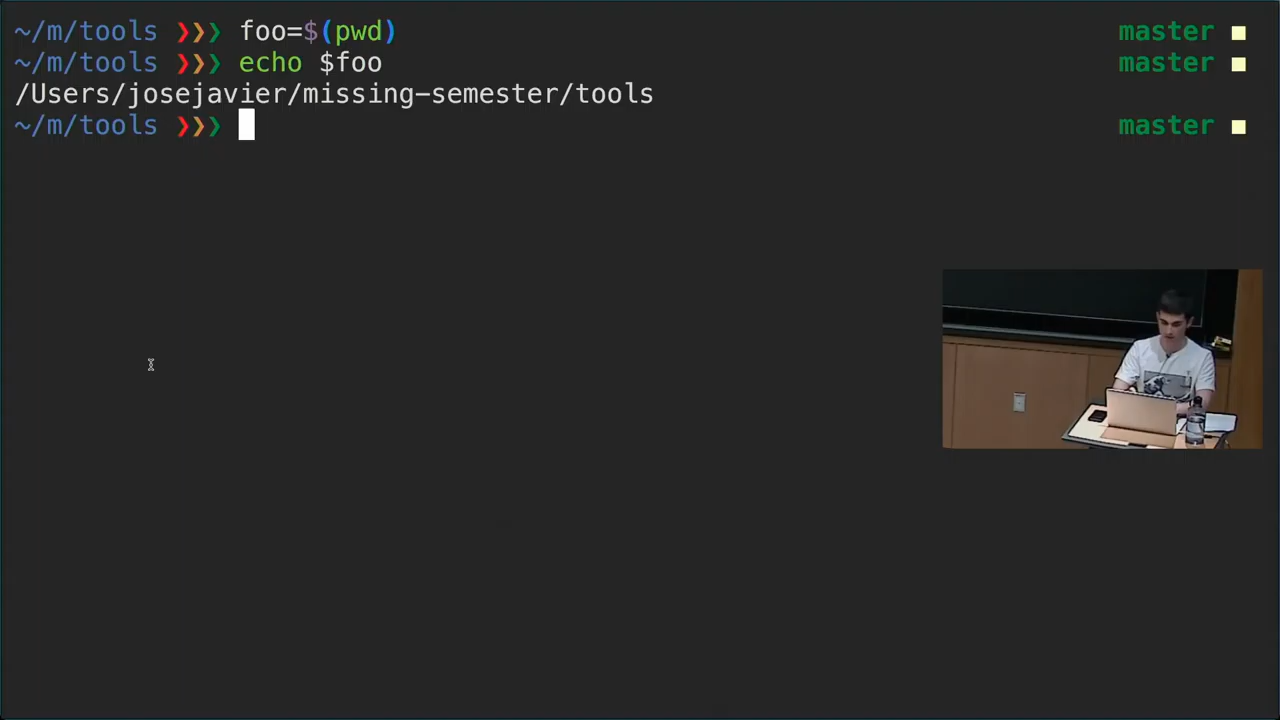 ~/m/tools ❯❯❯ foo=$(pwd) master ■
~/m/tools ❯❯❯ echo $foo master ■
/Users/josejavier/missing-semester/tools
~/m/tools ❯❯❯ master ■